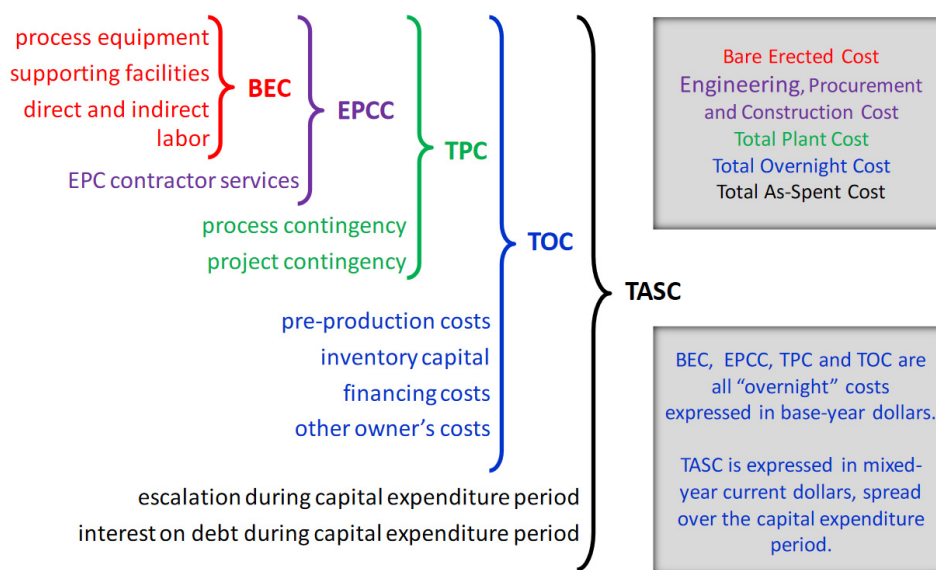 process equipment
supporting facilities
direct and indirect
labor
BEC
EPC contractor services
EPCC
process contingency
project contingency
TPC
pre-production costs
inventory capital
financing costs
other owner's costs
TOC
escalation during capital expenditure period
interest on debt during capital expenditure period
TASC
Bare Erected Cost
Engineering, Procurement
and Construction Cost
Total Plant Cost
Total Overnight Cost
Total As-Spent Cost
BEC, EPCC, TPC and TOC are
all “overnight” costs
expressed in base-year dollars.
TASC is expressed in mixed-
year current dollars, spread
over the capital expenditure
period.